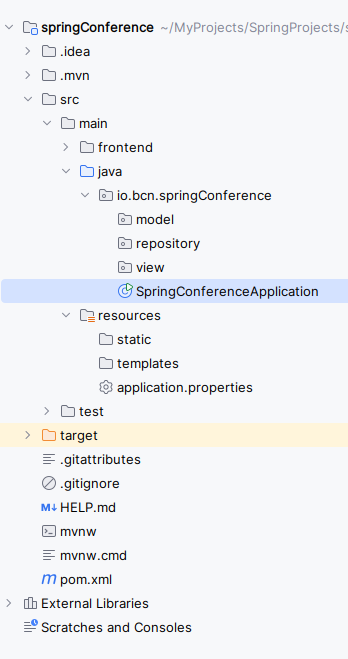 springConference ~/MyProjects/SpringProjects/s
.idea
.mvn
src
main
frontend
java
io.bcn.springConference
model
repository
view
SpringConferenceApplication
resources
static
templates
application.properties
test
target
.gitattributes
.gitignore
M↓ HELP.md
mvnw
mvnw.cmd
m pom.xml
External Libraries
Scratches and Consoles